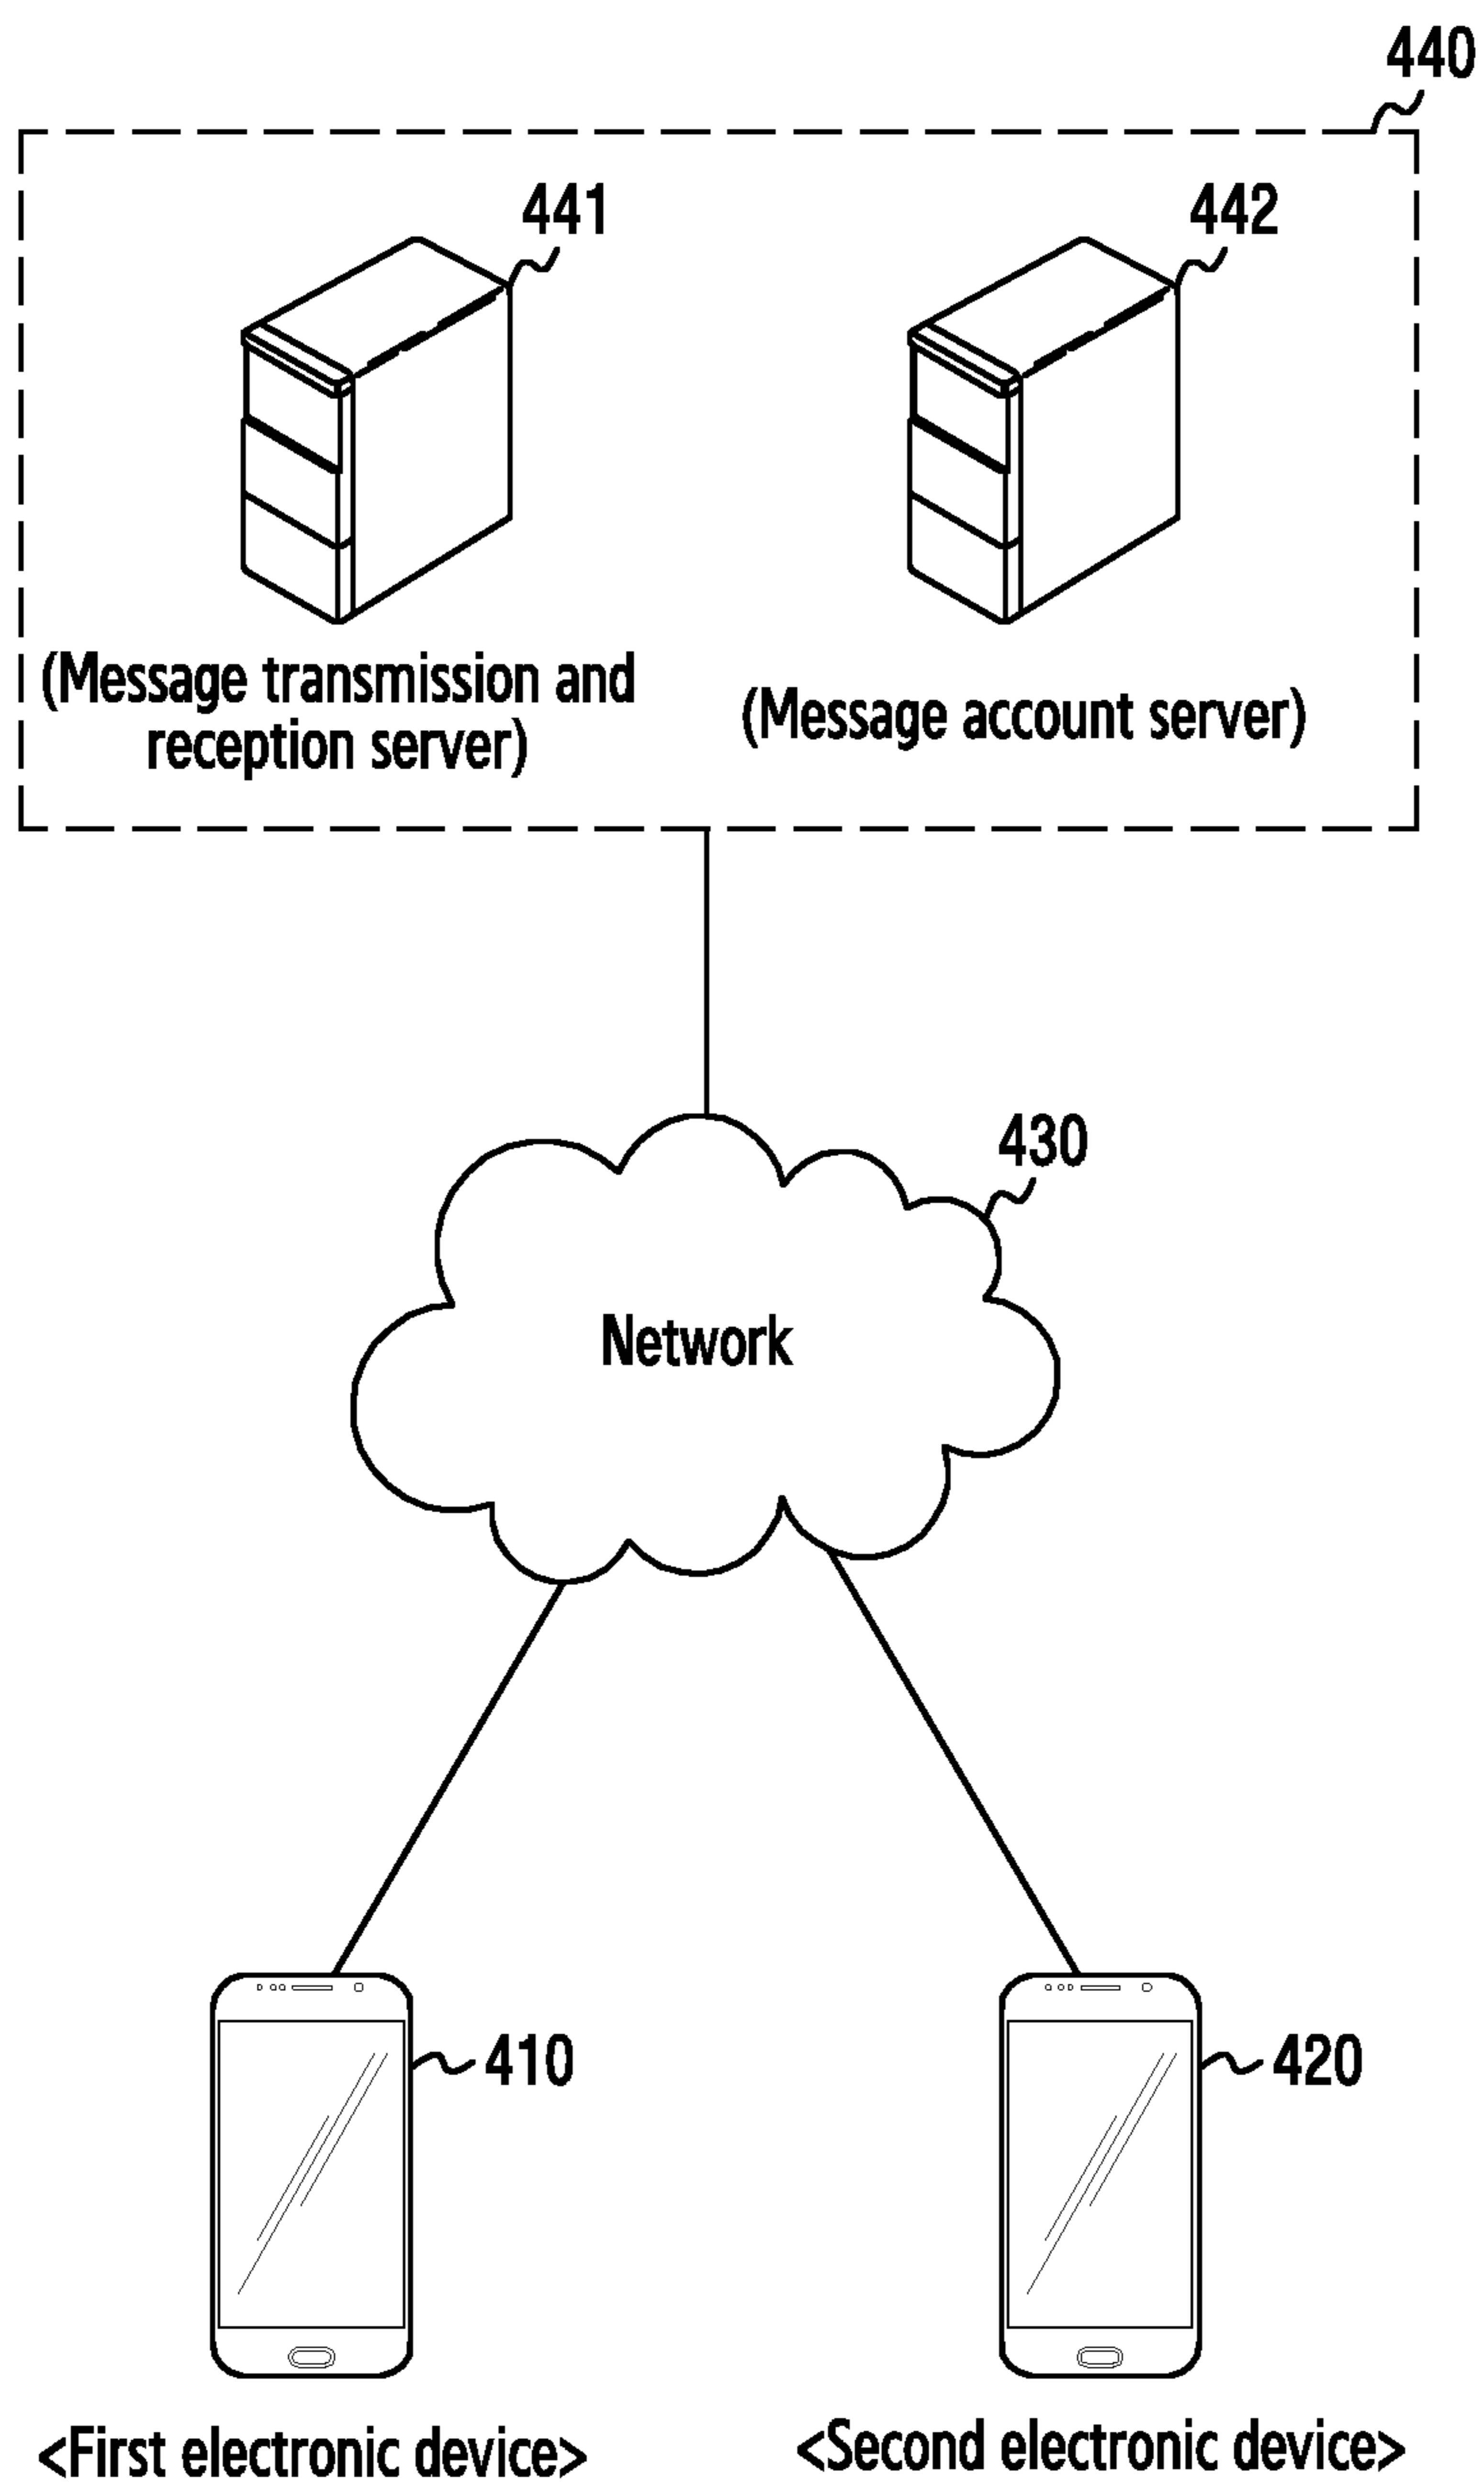 440
441
442
(Message transmission and
reception server)
(Message account server)
430
Network
410
420
<First electronic device>
<Second electronic device>